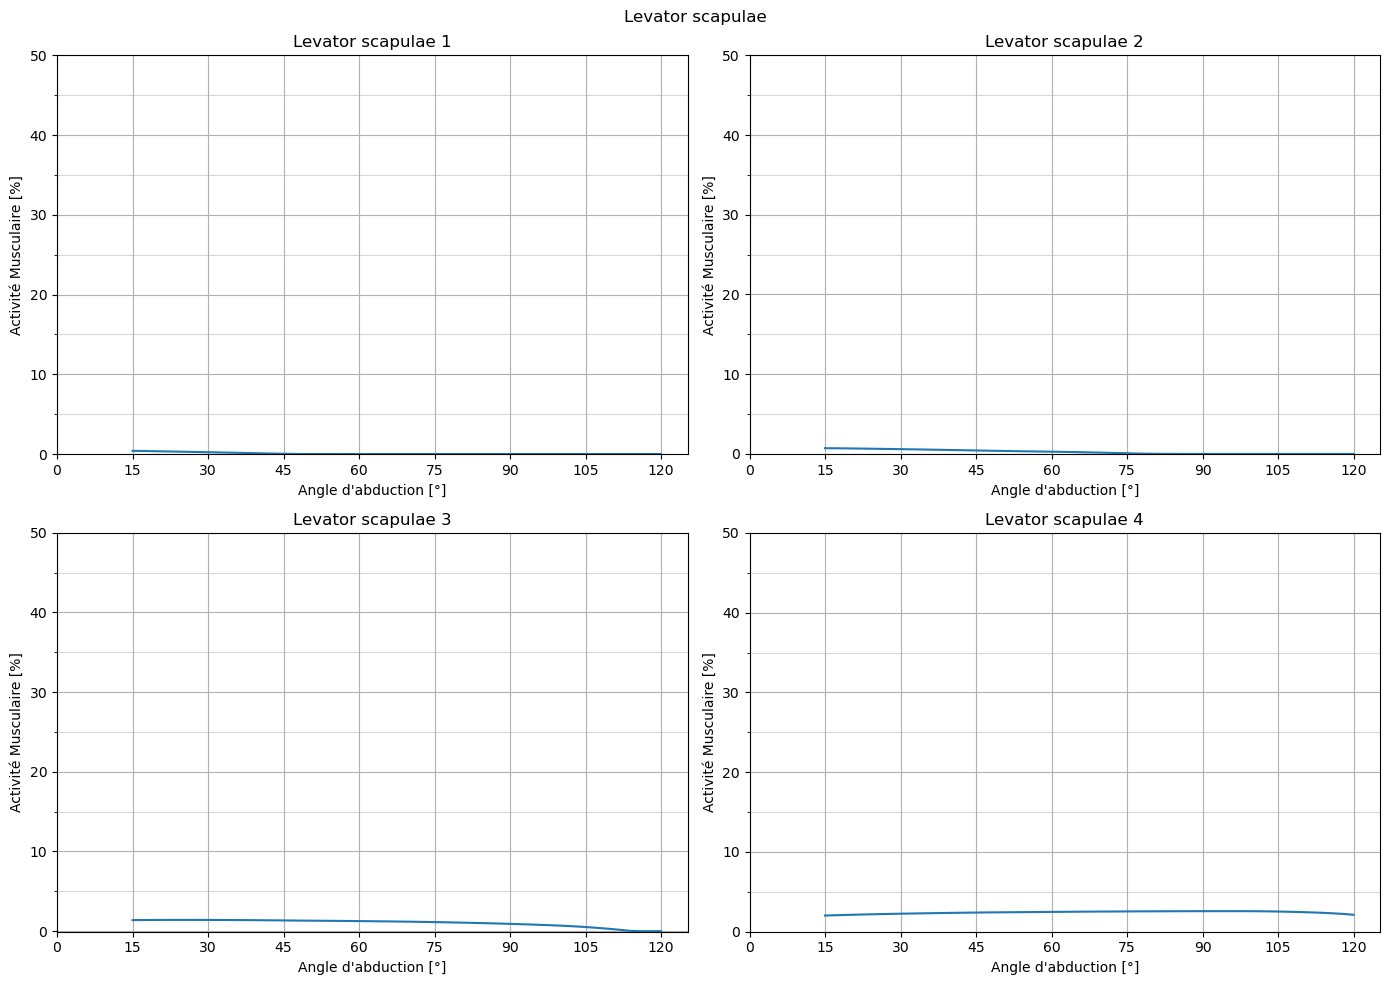 Levator scapulae
Levator scapulae 1
50
40
30
20
10
0
Activité Musculaire [%]
0 15 30 45 60 75 90 105 120
Angle d'abduction [°]
Levator scapulae 2
50
40
30
20
10
0
Activité Musculaire [%]
0 15 30 45 60 75 90 105 120
Angle d'abduction [°]
Levator scapulae 3
50
40
30
20
10
0
Activité Musculaire [%]
0 15 30 45 60 75 90 105 120
Angle d'abduction [°]
Levator scapulae 4
50
40
30
20
10
0
Activité Musculaire [%]
0 15 30 45 60 75 90 105 120
Angle d'abduction [°]